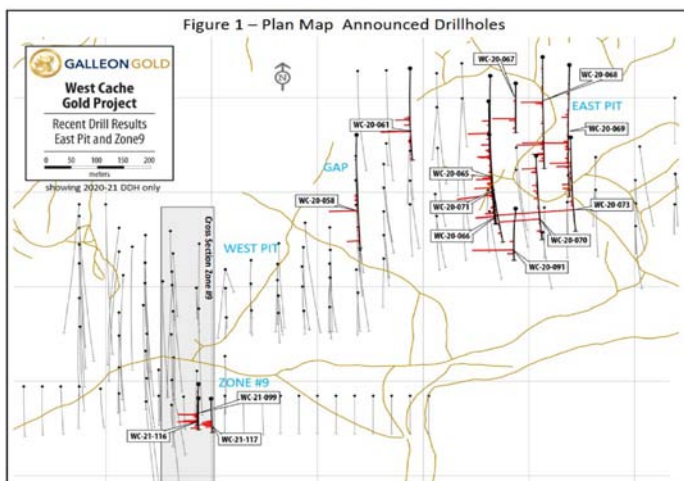 Figure 1 – Plan Map Announced Drillholes
GALLEON GOLD
West Cache
Gold Project
Recent Drill Results
East Pit and Zone9
0 50 100 150 200
meters
showing 2020-21 DDH only
N
WC-20-067
WC-20-068
WC-20-061
EAST PIT
WC-20-069
GAP
WC-20-065
WC-20-058
WC-20-071
WC-20-073
WC-20-066
WC-20-070
Cross Section Zone #9
WEST PIT
WC-20-091
ZONE #9
WC-21-099
WC-21-116
WC-21-117